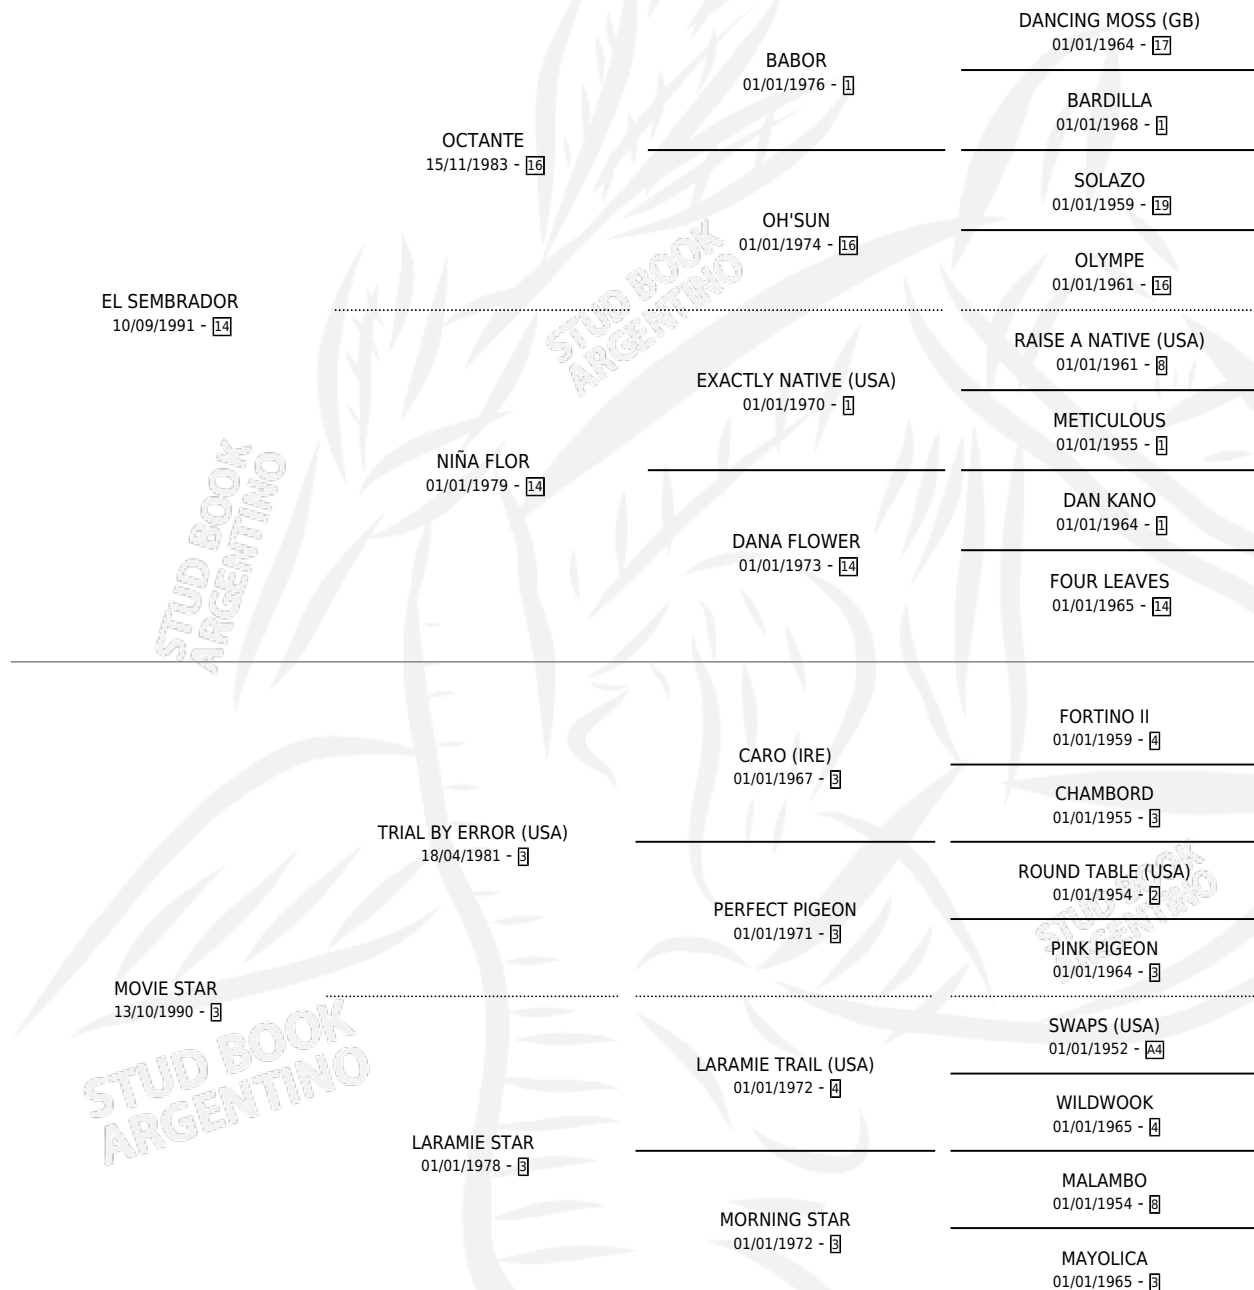 DANCING MOSS (GB)
01/01/1964 - 17
BABOR
01/01/1976 - 1
BARDILLA
01/01/1968 - 1
OCTANTE
15/11/1983 - 16
SOLAZO
01/01/1959 - 19
OH'SUN
01/01/1974 - 16
OLYMPE
01/01/1961 - 16
EL SEMBRADOR
10/09/1991 - 14
RAISE A NATIVE (USA)
01/01/1961 - 8
EXACTLY NATIVE (USA)
01/01/1970 - 1
METICULOUS
01/01/1955 - 1
NIÑA FLOR
01/01/1979 - 14
DAN KANO
01/01/1964 - 1
DANA FLOWER
01/01/1973 - 14
FOUR LEAVES
01/01/1965 - 14
FORTINO II
01/01/1959 - 4
CARO (IRE)
01/01/1967 - 3
CHAMBORD
01/01/1955 - 3
TRIAL BY ERROR (USA)
18/04/1981 - 3
ROUND TABLE (USA)
01/01/1954 - 2
PERFECT PIGEON
01/01/1971 - 3
PINK PIGEON
01/01/1964 - 3
MOVIE STAR
13/10/1990 - 3
SWAPS (USA)
01/01/1952 - A4
LARAMIE TRAIL (USA)
01/01/1972 - 4
WILDWOOK
01/01/1965 - 4
LARAMIE STAR
01/01/1978 - 3
MALAMBO
01/01/1954 - 8
MORNING STAR
01/01/1972 - 3
MAYOLICA
01/01/1965 - 3
STUD BOOK
ARGENTINO
STUD BOOK
ARGENTINO
STUD BOOK
ARGENTINO
STUD BOOK
ARGENTINO